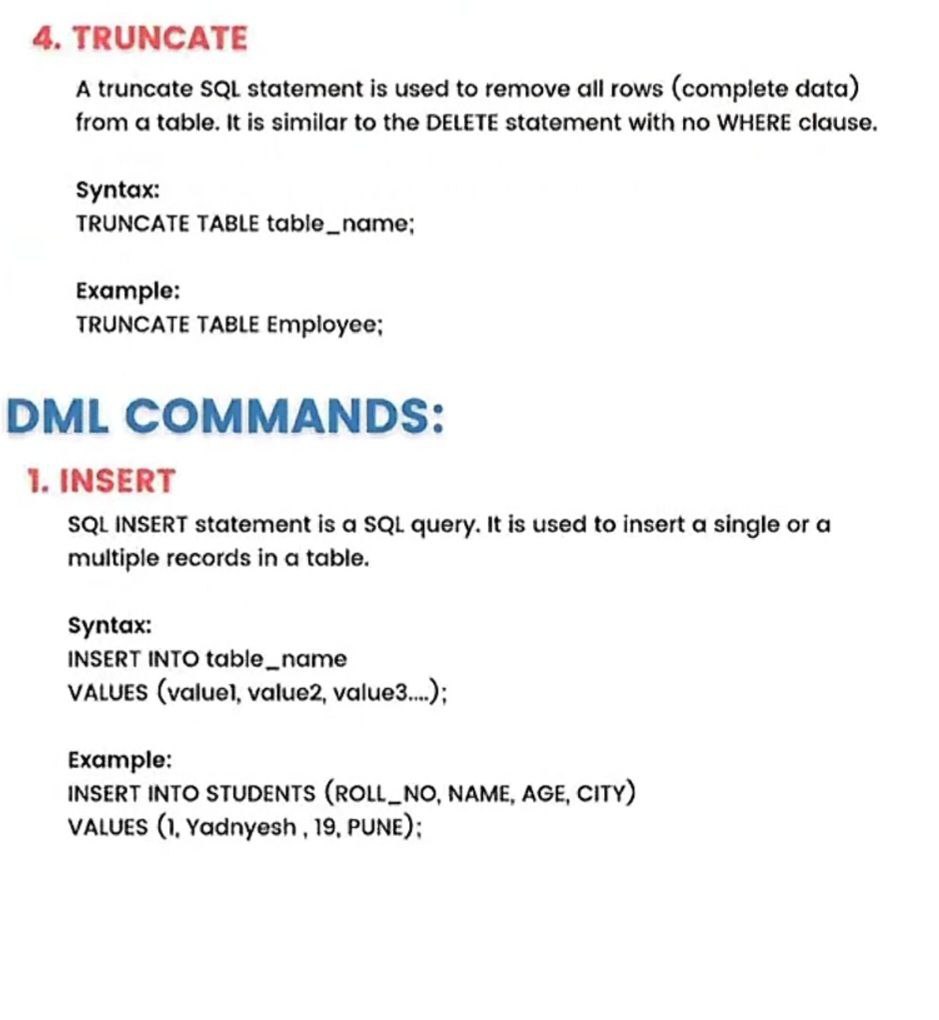 4. TRUNCATE
A truncate SQL statement is used to remove all rows (complete data)
from a table. It is similar to the DELETE statement with no WHERE clause.
Syntax:
TRUNCATE TABLE table_name;
Example:
TRUNCATE TABLE Employee;
DML COMMANDS:
1. INSERT
SQL INSERT statement is a SQL query. It is used to insert a single or a
multiple records in a table.
Syntax:
INSERT INTO table_name
VALUES (value1, value2, value3....);
Example:
INSERT INTO STUDENTS (ROLL_NO, NAME, AGE, CITY)
VALUES (1, Yadnyesh , 19, PUNE);